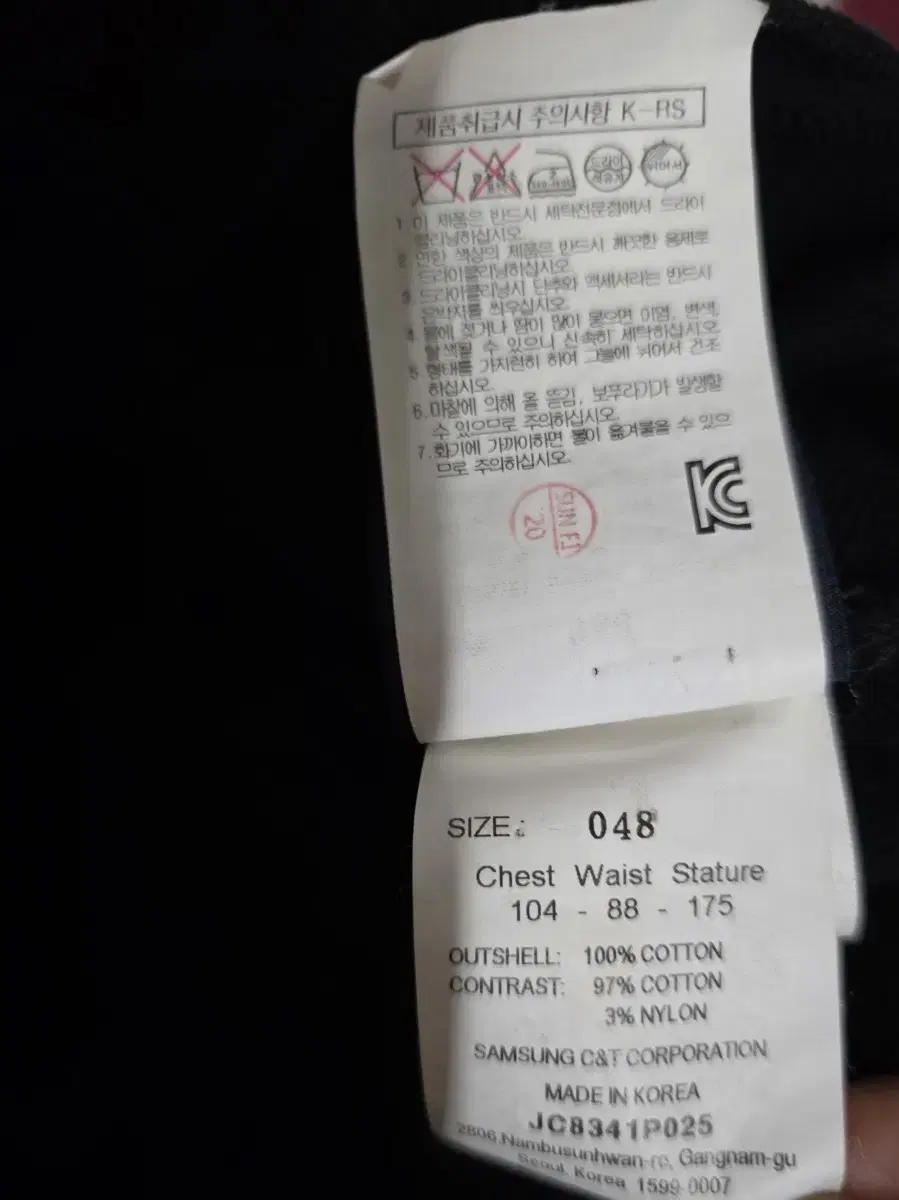 제품취급시 주의사항 K-RS
드라이
뉘어서
1.이 제품은 반드시 세탁전문점에서 드라이
클리닝하십시오.
2.연한 색상의 제품은 반드시 깨끗한 용제로
드라이클리닝하십시오.
3.드라이클리닝시 단추와 액세서리는 반드시
은박지를 씌우십시오.
4.물에 젖거나 땀이 많이 묻으면 이염, 변색,
탈색될 수 있으니 신속히 세탁하십시오.
5.형태를 가지런히 하여 그늘에 뉘어서 건조
하십시오.
6.마찰에 의해 올 뜯김, 보푸라기가 발생할
수 있으므로 주의하십시오.
7.화기에 가까이하면 불이 옮겨붙을 수 있으
므로 주의하십시오.
SUN FI
20
KC
SIZE: 048
Chest Waist Stature
104 - 88 - 175
OUTSHELL: 100% COTTON
CONTRAST: 97% COTTON
3% NYLON
SAMSUNG C&T CORPORATION
MADE IN KOREA
JC8341P025
2806,Nambusunhwan-ro, Gangnam-gu
Seoul, Korea 1599-0007